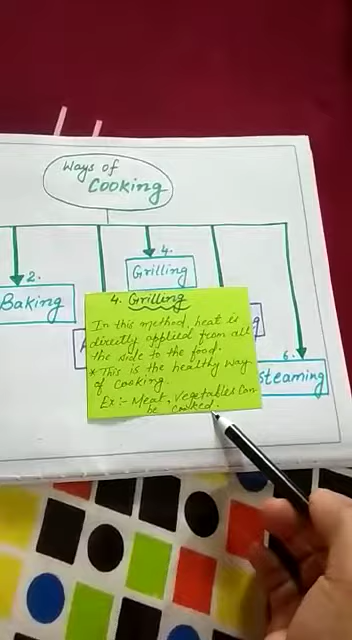 Ways of
Cooking
2.
4.
Baking
Grilling
4. Grilling
In this method, heat is
directly applied from all
the side to the food.
* This is the healthy way
of Cooking.
Ex:- Meat, Vegetables Can
be cooked.
6.
Steaming